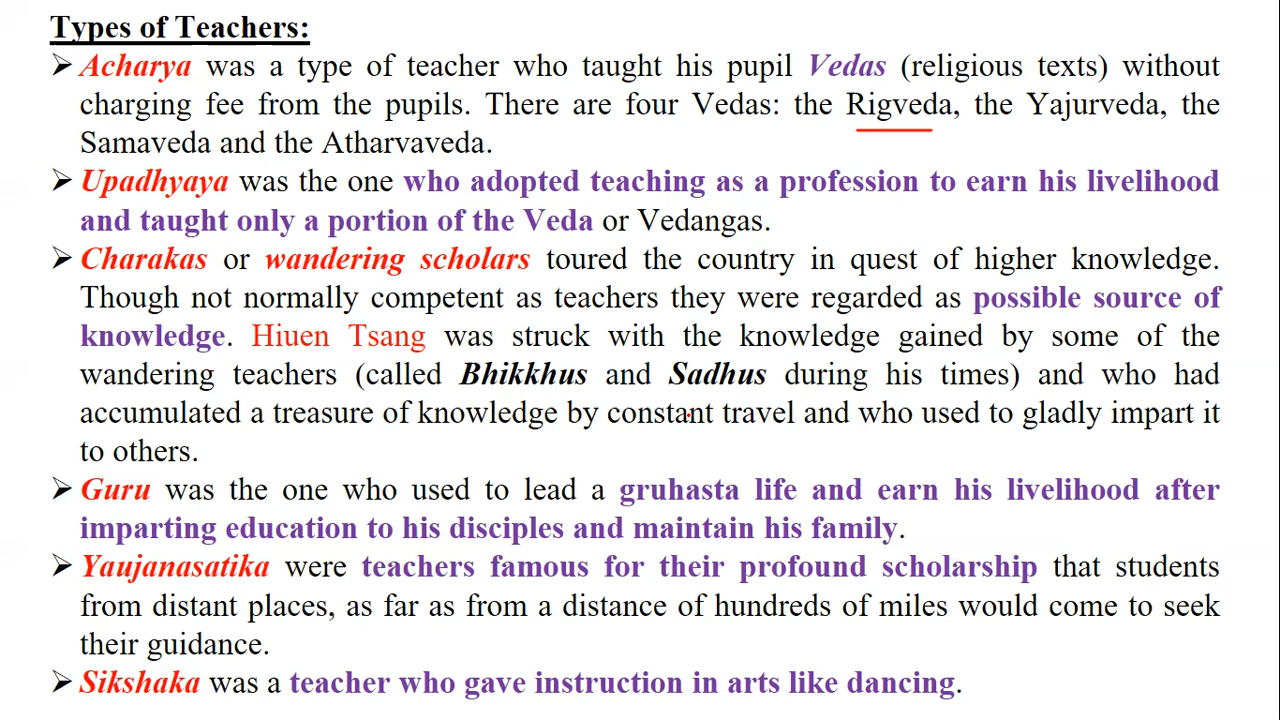 Types of Teachers:
➢ Acharya was a type of teacher who taught his pupil Vedas (religious texts) without
charging fee from the pupils. There are four Vedas: the Rigveda, the Yajurveda, the
Samaveda and the Atharvaveda.
➢ Upadhyaya was the one who adopted teaching as a profession to earn his livelihood
and taught only a portion of the Veda or Vedangas.
➢ Charakas or wandering scholars toured the country in quest of higher knowledge.
Though not normally competent as teachers they were regarded as possible source of
knowledge. Hiuen Tsang was struck with the knowledge gained by some of the
wandering teachers (called Bhikkhus and Sadhus during his times) and who had
accumulated a treasure of knowledge by constant travel and who used to gladly impart it
to others.
➢ Guru was the one who used to lead a gruhasta life and earn his livelihood after
imparting education to his disciples and maintain his family.
➢ Yaujanasatika were teachers famous for their profound scholarship that students
from distant places, as far as from a distance of hundreds of miles would come to seek
their guidance.
➢ Sikshaka was a teacher who gave instruction in arts like dancing.